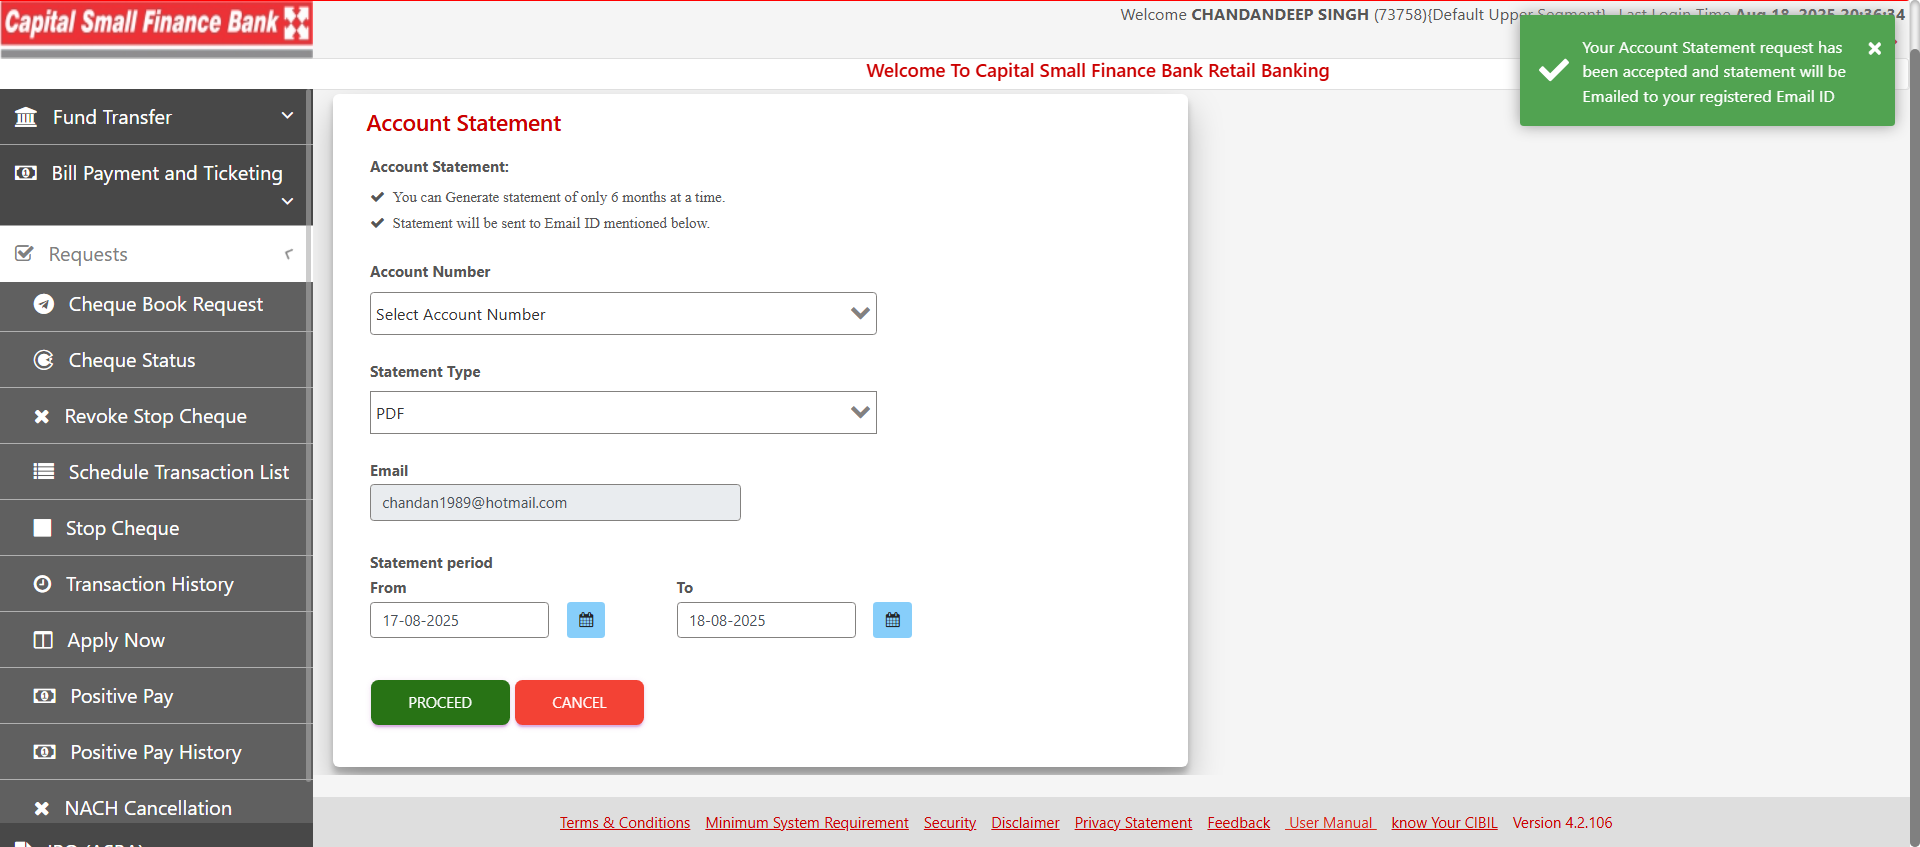 Capital Small Finance Bank
Welcome CHANDANDEEP SINGH (73758){Default Upper Segment} Last Login Time Aug 18, 2025 20:36:34
Your Account Statement request has
been accepted and statement will be
Emailed to your registered Email ID
Welcome To Capital Small Finance Bank Retail Banking
Fund Transfer
Bill Payment and Ticketing
Requests
Cheque Book Request
Cheque Status
Revoke Stop Cheque
Schedule Transaction List
Stop Cheque
Transaction History
Apply Now
Positive Pay
Positive Pay History
NACH Cancellation
Account Statement
Account Statement:
You can Generate statement of only 6 months at a time.
Statement will be sent to Email ID mentioned below.
Account Number
Select Account Number
Statement Type
PDF
Email
chandan1989@hotmail.com
Statement period
From To
17-08-2025 18-08-2025
PROCEED CANCEL
Terms & Conditions Minimum System Requirement Security Disclaimer Privacy Statement Feedback User Manual know Your CIBIL Version 4.2.106